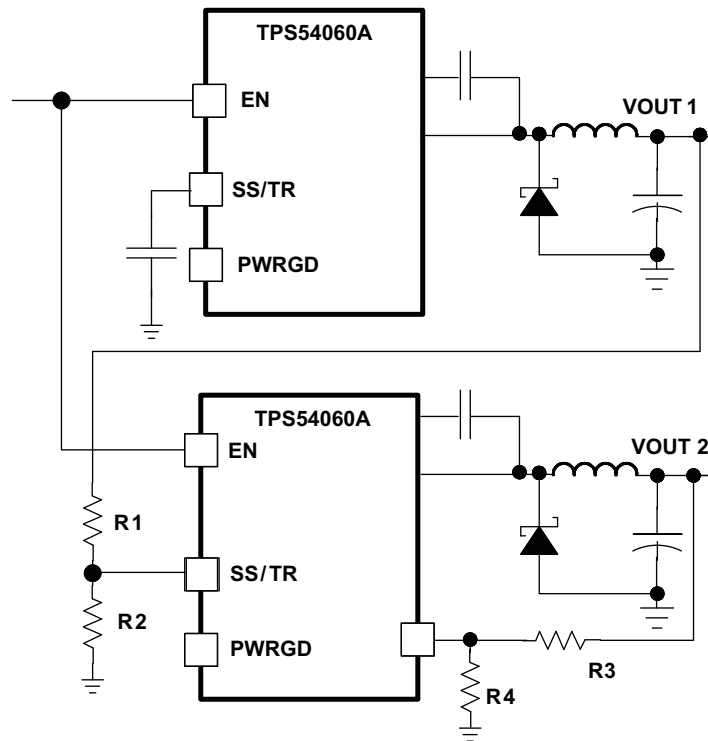 TPS54060A
EN
VOUT 1
SS/TR
PWRGD
TPS54060A
EN
VOUT 2
R1
SS/TR
R2
PWRGD
R3
R4